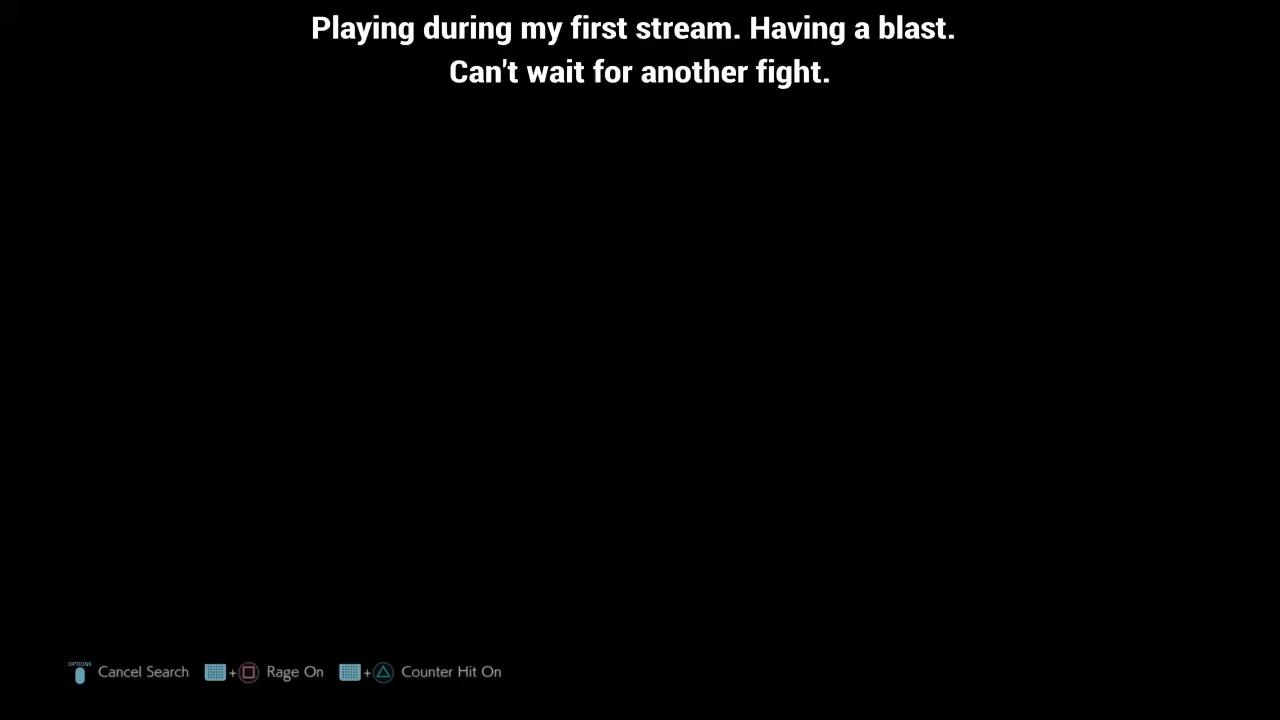 Playing during my first stream. Having a blast.
Can't wait for another fight.
OPTIONS Cancel Search + Rage On + Counter Hit On